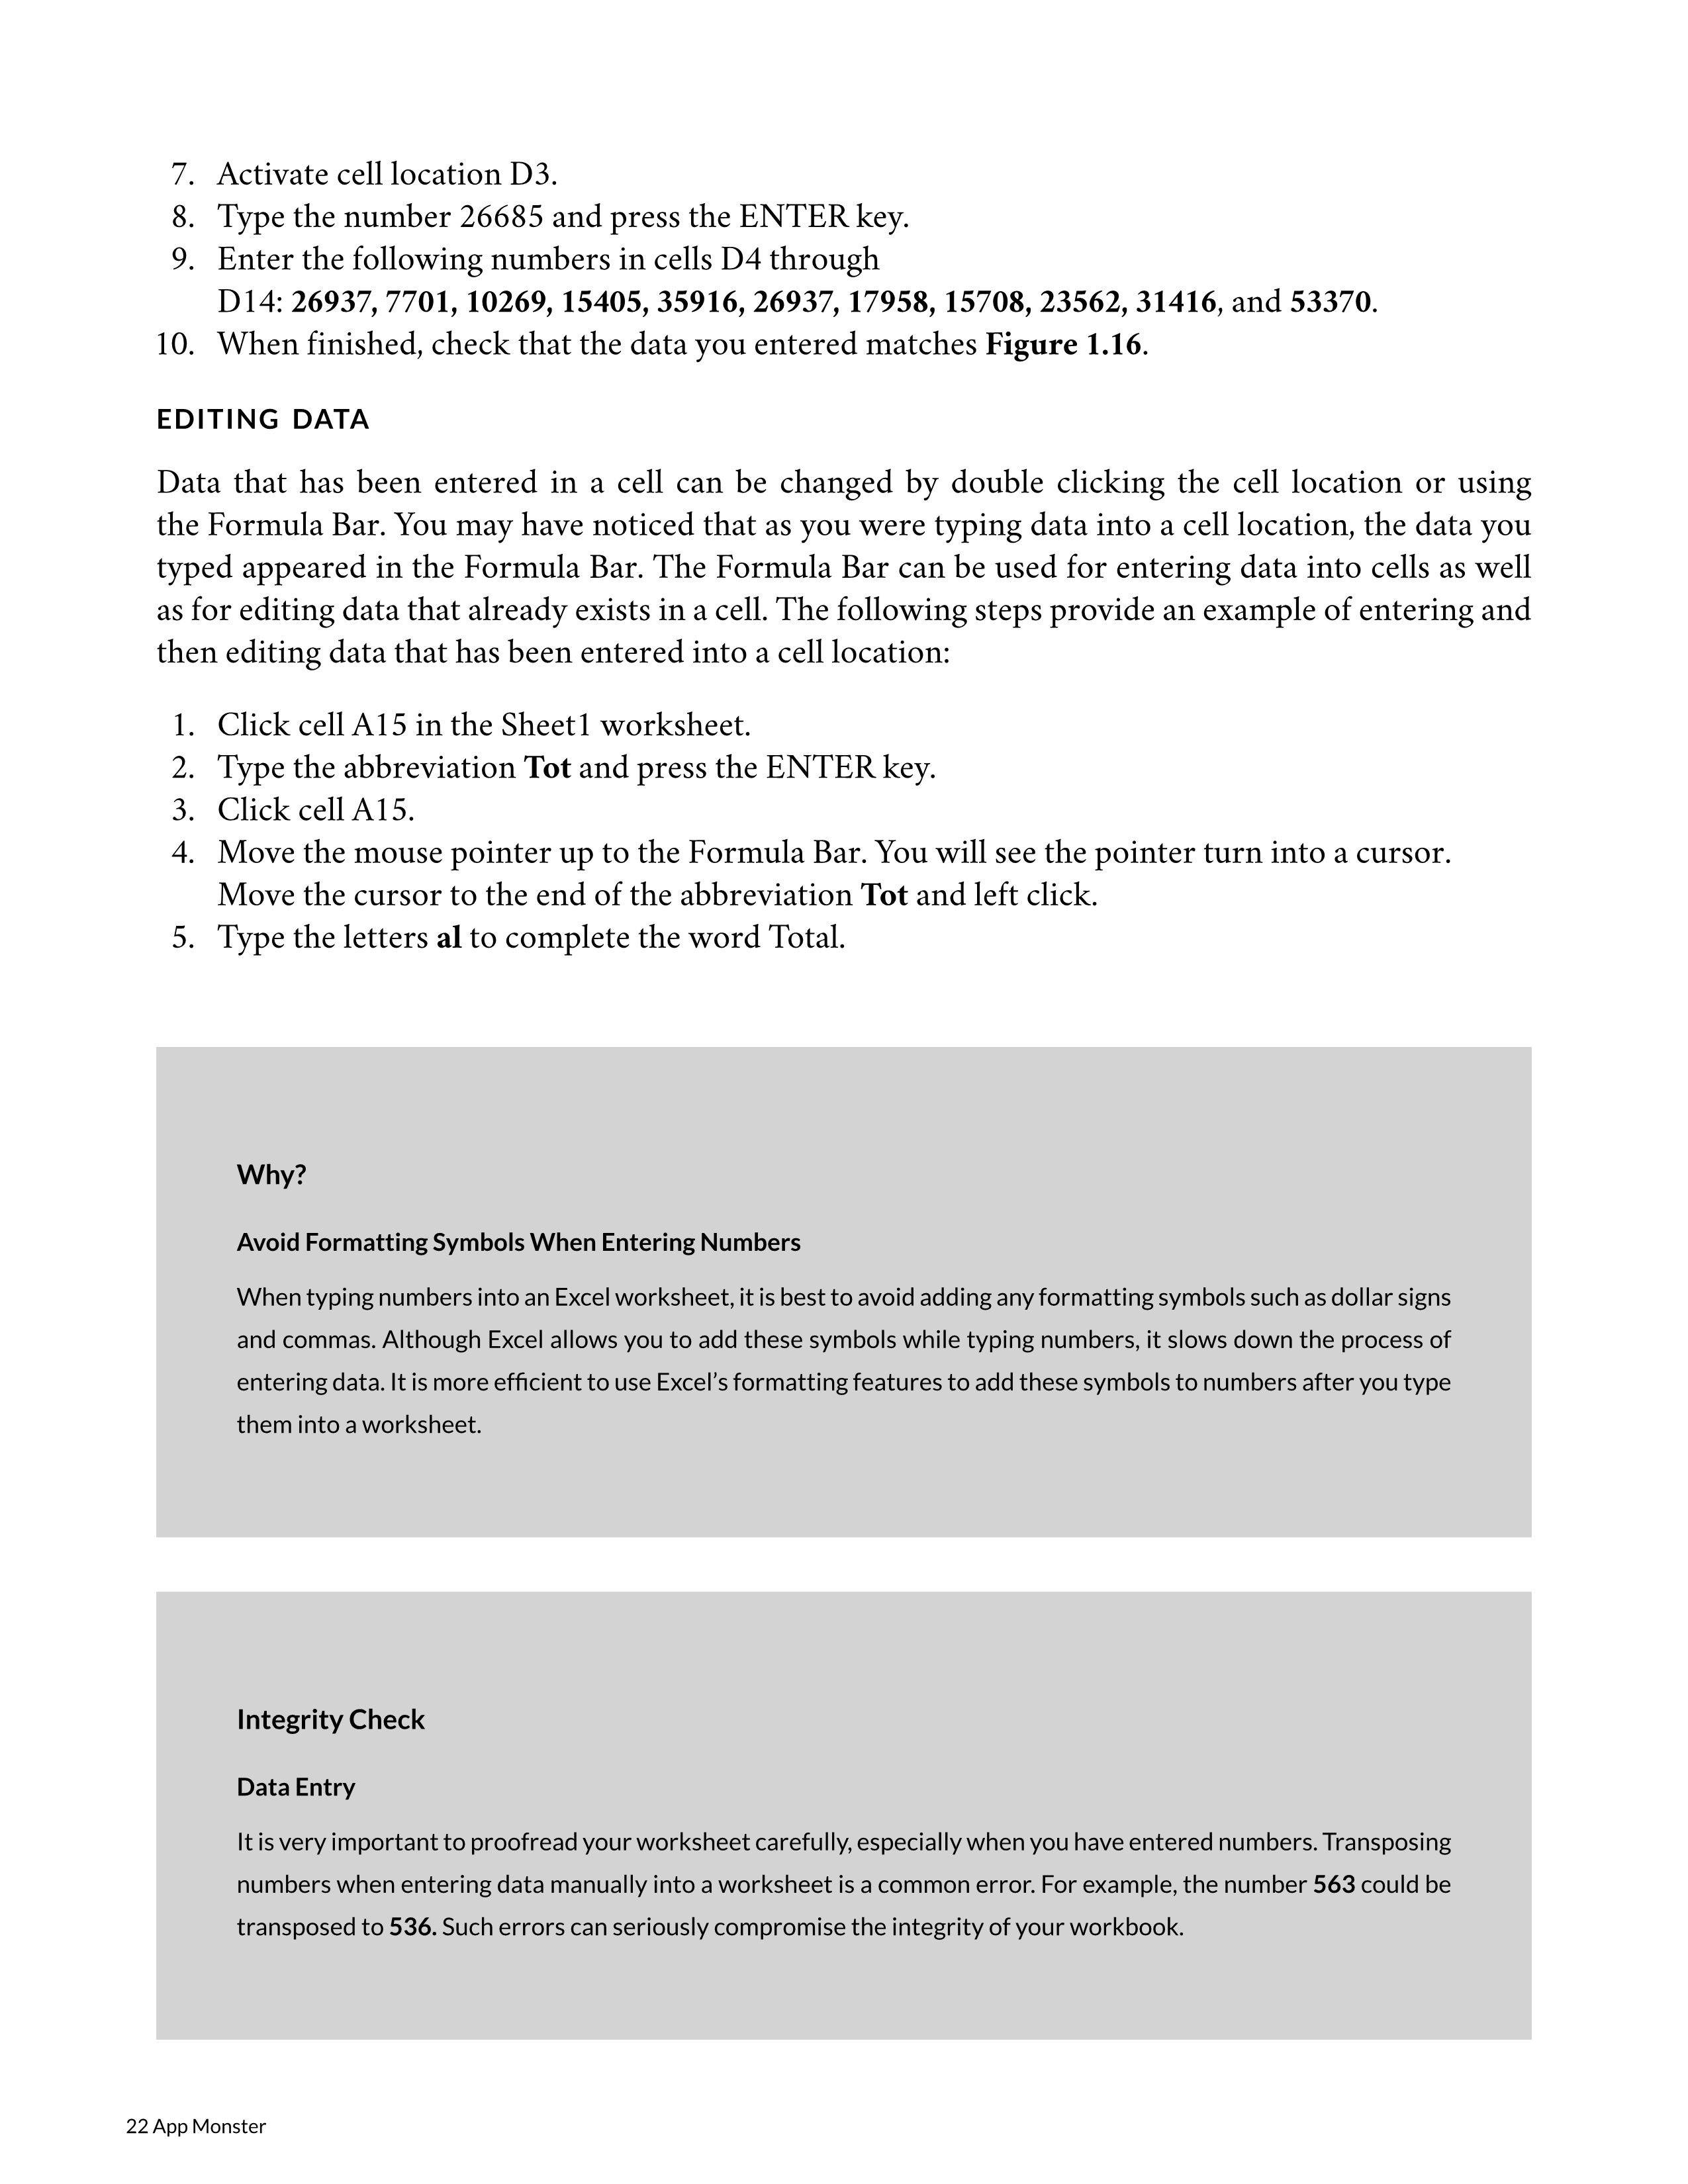 7. Activate cell location D3.
8. Type the number 26685 and press the ENTER key.
9. Enter the following numbers in cells D4 through
D14: 26937, 7701, 10269, 15405, 35916, 26937, 17958, 15708, 23562, 31416, and 53370.
10. When finished, check that the data you entered matches Figure 1.16.
EDITING DATA
Data that has been entered in a cell can be changed by double clicking the cell location or using
the Formula Bar. You may have noticed that as you were typing data into a cell location, the data you
typed appeared in the Formula Bar. The Formula Bar can be used for entering data into cells as well
as for editing data that already exists in a cell. The following steps provide an example of entering and
then editing data that has been entered into a cell location:
1. Click cell A15 in the Sheet1 worksheet.
2. Type the abbreviation Tot and press the ENTER key.
3. Click cell A15.
4. Move the mouse pointer up to the Formula Bar. You will see the pointer turn into a cursor.
Move the cursor to the end of the abbreviation Tot and left click.
5. Type the letters al to complete the word Total.
Why?
Avoid Formatting Symbols When Entering Numbers
When typing numbers into an Excel worksheet, it is best to avoid adding any formatting symbols such as dollar signs
and commas. Although Excel allows you to add these symbols while typing numbers, it slows down the process of
entering data. It is more efficient to use Excel’s formatting features to add these symbols to numbers after you type
them into a worksheet.
Integrity Check
Data Entry
It is very important to proofread your worksheet carefully, especially when you have entered numbers. Transposing
numbers when entering data manually into a worksheet is a common error. For example, the number 563 could be
transposed to 536. Such errors can seriously compromise the integrity of your workbook.
22 App Monster